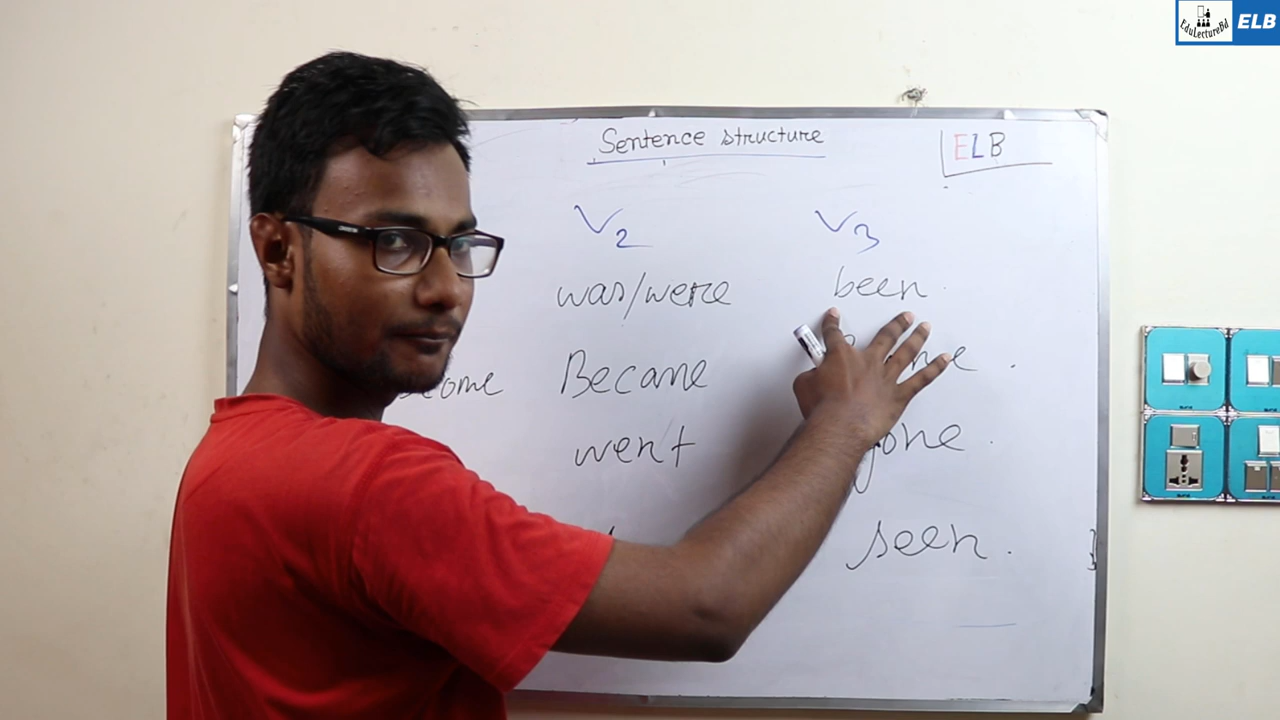 EduLectureBd ELB
Sentence structure
ELB
V2 V3
was/were been
Became
went gone
seen.